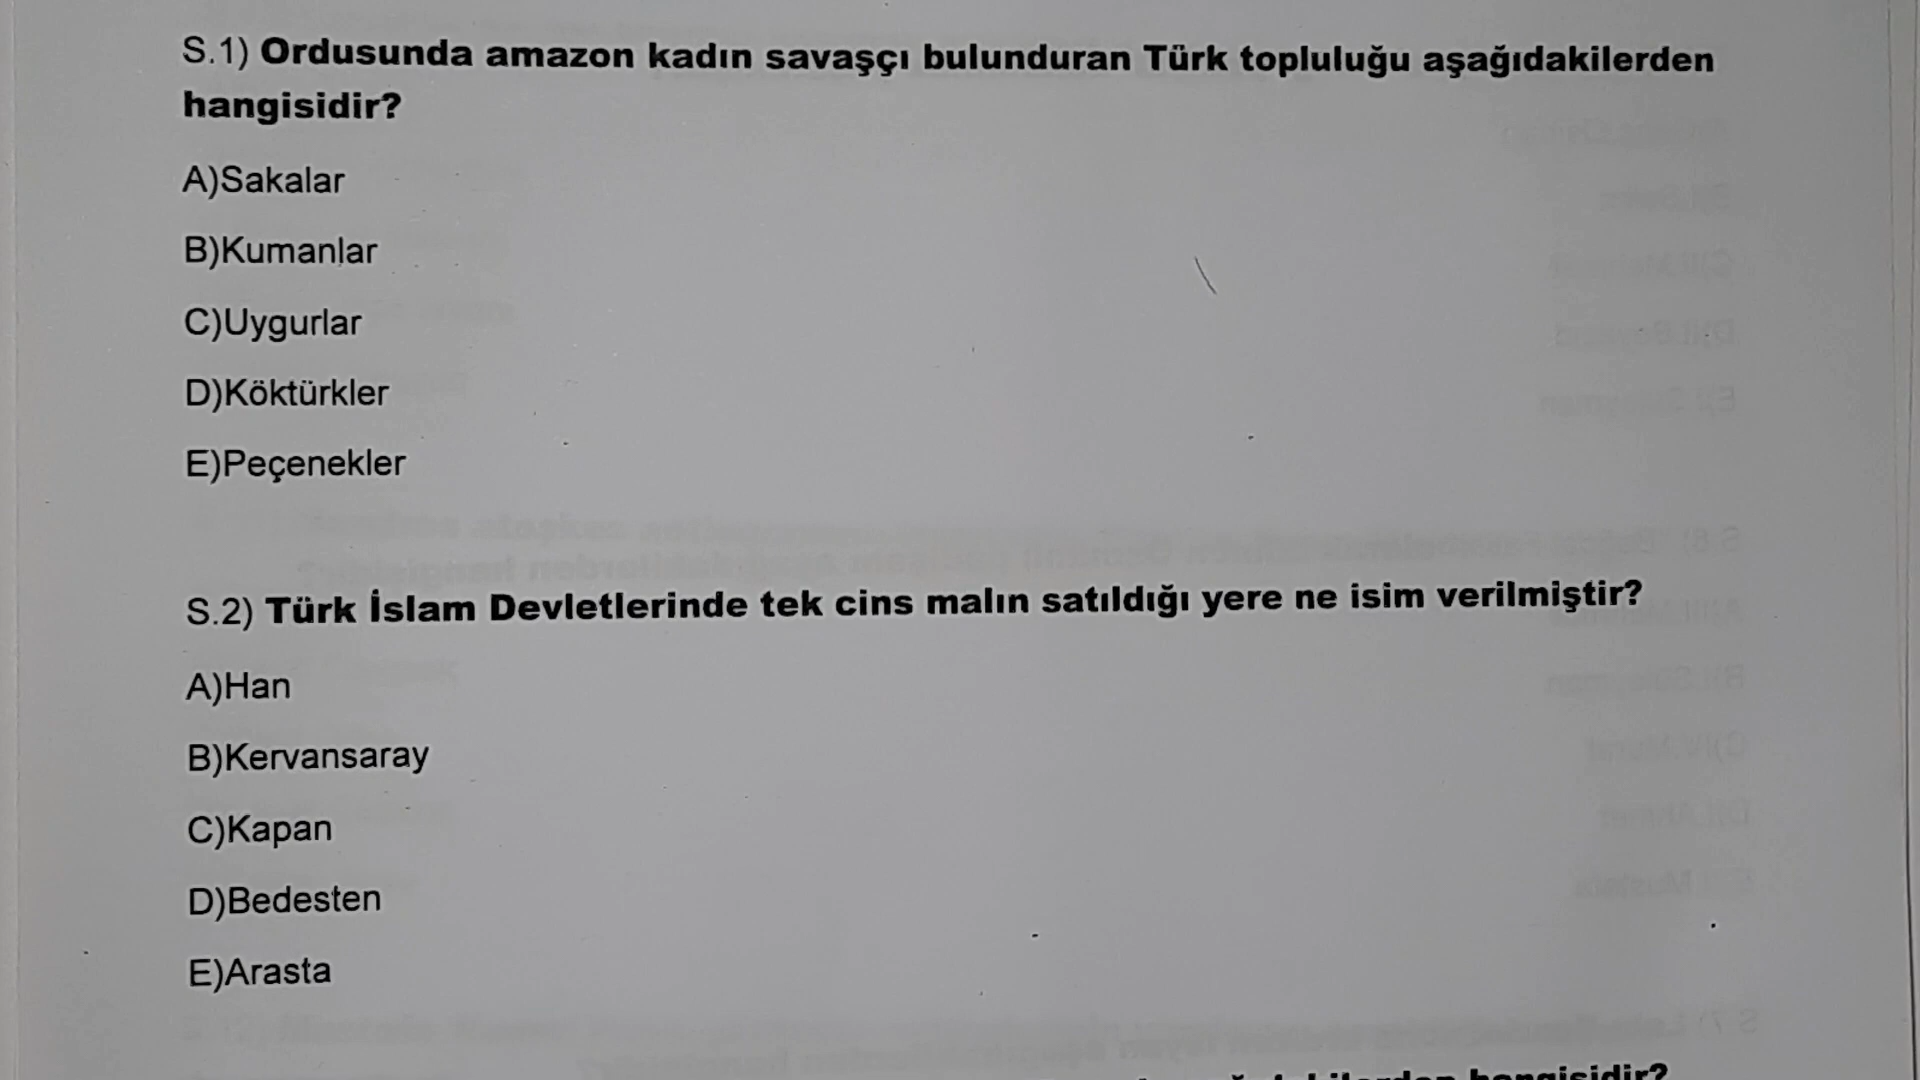 S.1) Ordusunda amazon kadın savaşçı bulunduran Türk topluluğu aşağıdakilerden
hangisidir?
A)Sakalar
B)Kumanlar
C)Uygurlar
D)Köktürkler
E)Peçenekler
S.2) Türk İslam Devletlerinde tek cins malın satıldığı yere ne isim verilmiştir?
A)Han
B)Kervansaray
C)Kapan
D)Bedesten
E)Arasta
hangisidir?